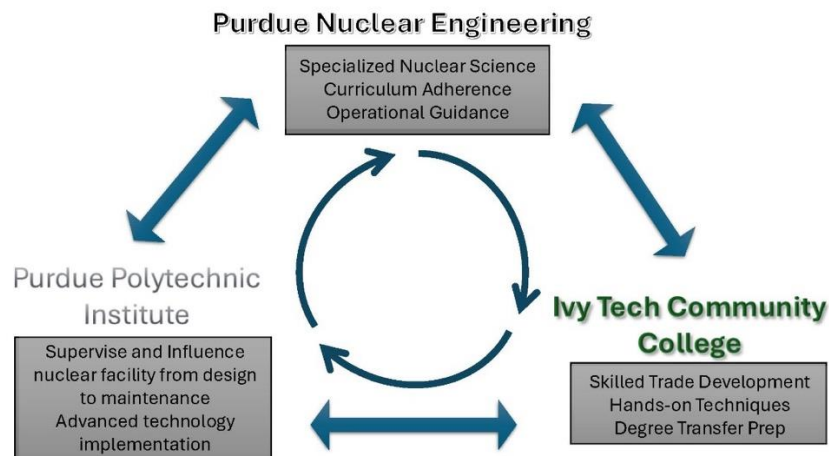 Purdue Nuclear Engineering
Specialized Nuclear Science
Curriculum Adherence
Operational Guidance
Purdue Polytechnic
Institute
Supervise and Influence
nuclear facility from design
to maintenance
Advanced technology
implementation
Ivy Tech Community
College
Skilled Trade Development
Hands-on Techniques
Degree Transfer Prep